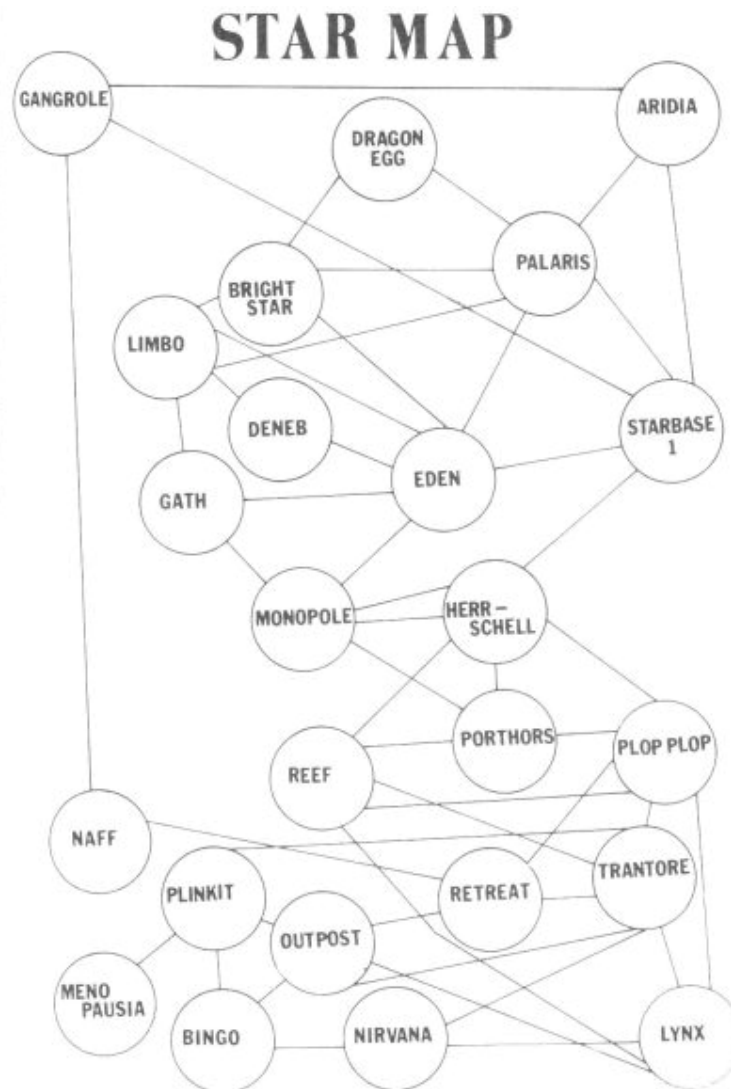 STAR MAP
GANGROLE
ARIDIA
DRAGON
EGG
PALARIS
BRIGHT
STAR
LIMBO
DENEB
STARBASE
1
EDEN
GATH
MONOPOLE
HERR-
SCHELL
PORTHORS
PLOP PLOP
REEF
NAFF
TRANTORE
PLINKIT
RETREAT
OUTPOST
MENO
PAUSIA
BINGO
NIRVANA
LYNX